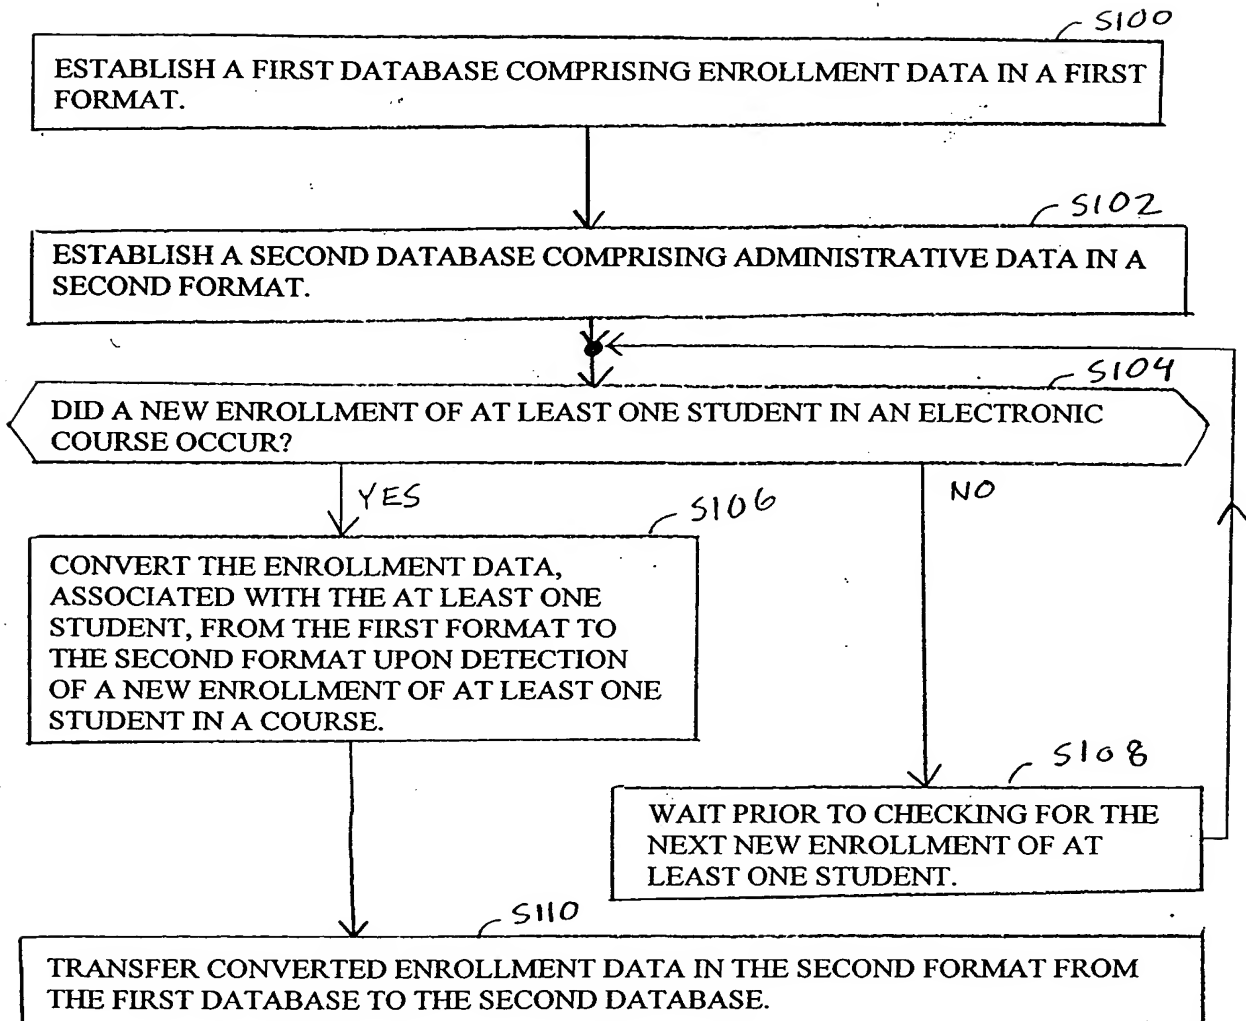 S100
ESTABLISH A FIRST DATABASE COMPRISING ENROLLMENT DATA IN A FIRST
FORMAT.
S102
ESTABLISH A SECOND DATABASE COMPRISING ADMINISTRATIVE DATA IN A
SECOND FORMAT.
S104
DID A NEW ENROLLMENT OF AT LEAST ONE STUDENT IN AN ELECTRONIC
COURSE OCCUR?
YES
NO
S106
CONVERT THE ENROLLMENT DATA,
ASSOCIATED WITH THE AT LEAST ONE
STUDENT, FROM THE FIRST FORMAT TO
THE SECOND FORMAT UPON DETECTION
OF A NEW ENROLLMENT OF AT LEAST ONE
STUDENT IN A COURSE.
S108
WAIT PRIOR TO CHECKING FOR THE
NEXT NEW ENROLLMENT OF AT
LEAST ONE STUDENT.
S110
TRANSFER CONVERTED ENROLLMENT DATA IN THE SECOND FORMAT FROM
THE FIRST DATABASE TO THE SECOND DATABASE.